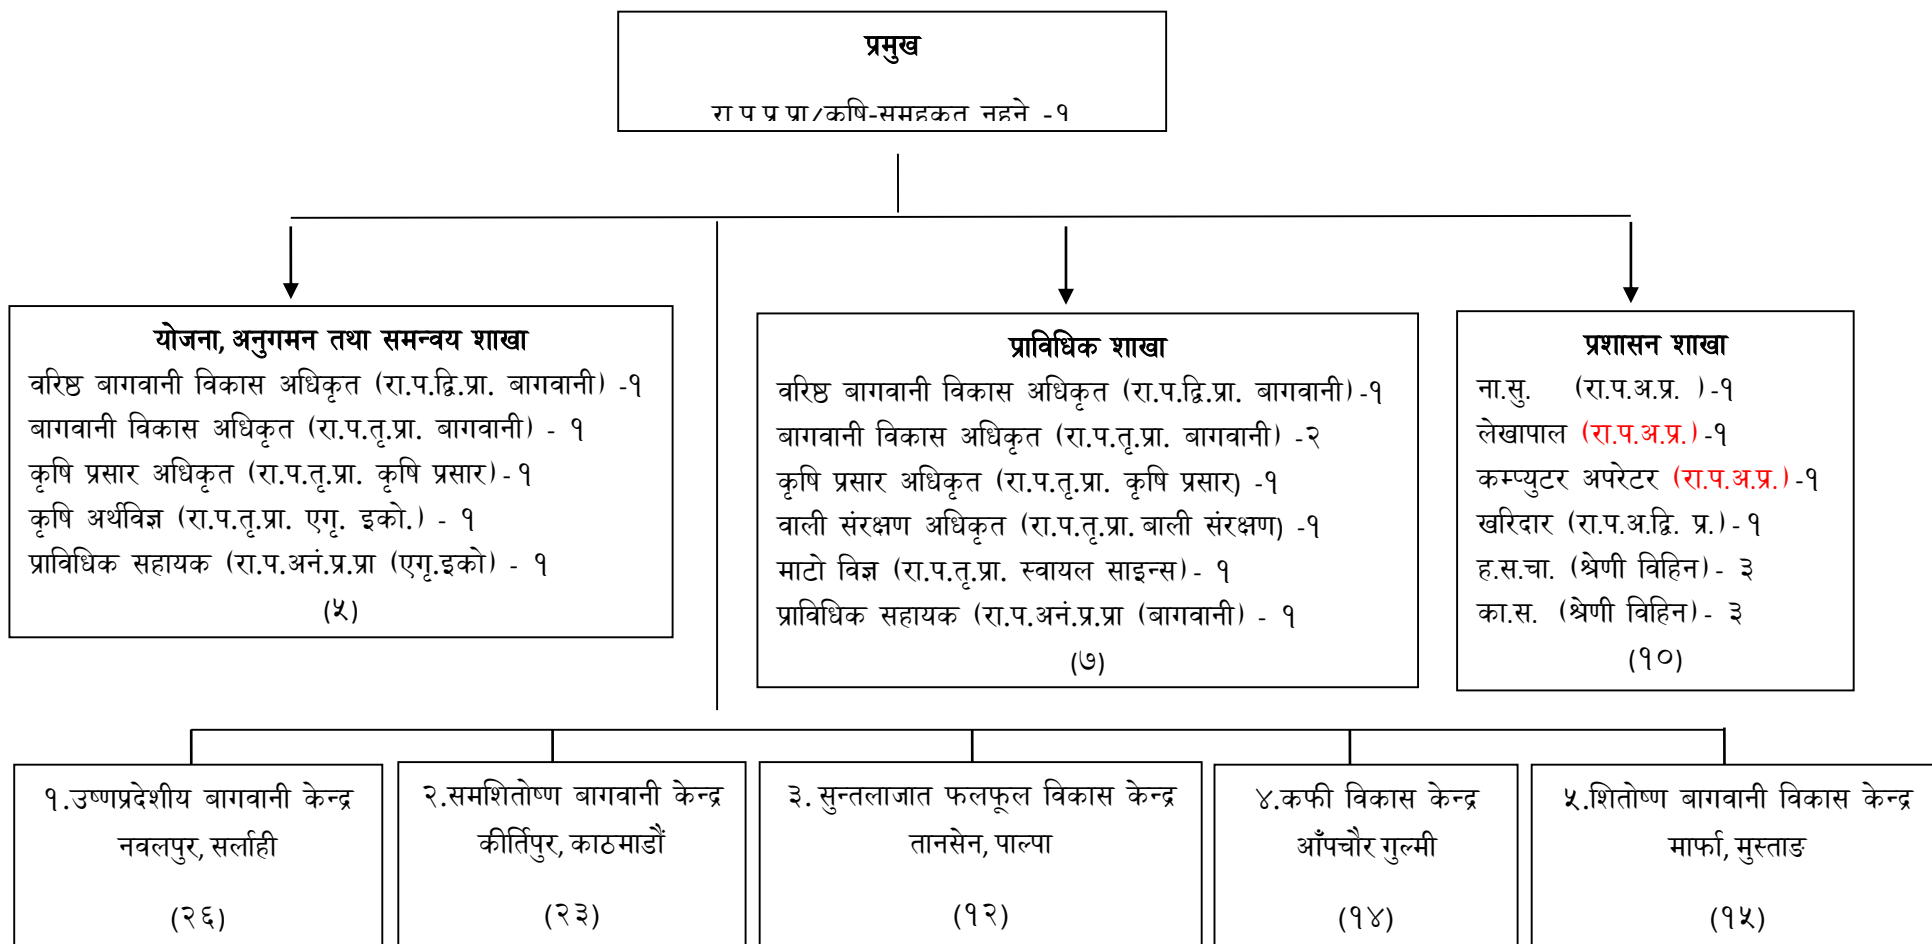 प्रमुख
रा प प्र प्रा/कृषि-समूहकृत नहुने -१
योजना, अनुगमन तथा समन्वय शाखा
वरिष्ठ बागवानी विकास अधिकृत (रा.प.द्वि.प्रा. बागवानी) -१
बागवानी विकास अधिकृत (रा.प.तृ.प्रा. बागवानी) - १
कृषि प्रसार अधिकृत (रा.प.तृ.प्रा. कृषि प्रसार) - १
कृषि अर्थविज्ञ (रा.प.तृ.प्रा. एगृ. इको.) - १
प्राविधिक सहायक (रा.प.अनं.प्र.प्रा (एगृ.इको) - १
(५)
प्राविधिक शाखा
वरिष्ठ बागवानी विकास अधिकृत (रा.प.द्वि.प्रा. बागवानी) -१
बागवानी विकास अधिकृत (रा.प.तृ.प्रा. बागवानी) -२
कृषि प्रसार अधिकृत (रा.प.तृ.प्रा. कृषि प्रसार) -१
वाली संरक्षण अधिकृत (रा.प.तृ.प्रा. बाली संरक्षण) -१
माटो विज्ञ (रा.प.तृ.प्रा. स्वायल साइन्स) - १
प्राविधिक सहायक (रा.प.अनं.प्र.प्रा (बागवानी) - १
(७)
प्रशासन शाखा
ना.सु. (रा.प.अ.प्र. ) -१
लेखापाल (रा.प.अ.प्र.) -१
कम्प्युटर अपरेटर (रा.प.अ.प्र.) -१
खरिदार (रा.प.अ.द्वि. प्र.) - १
ह.स.चा. (श्रेणी विहिन) - ३
का.स. (श्रेणी विहिन) - ३
(१०)
१.उष्णप्रदेशीय बागवानी केन्द्र
नवलपुर, सर्लाही
(२६)
२.समशितोष्ण बागवानी केन्द्र
कीर्तिपुर, काठमाडौं
(२३)
३. सुन्तलाजात फलफूल विकास केन्द्र
तानसेन, पाल्पा
(१२)
४.कफी विकास केन्द्र
आँपचौर गुल्मी
(१४)
५.शितोष्ण बागवानी विकास केन्द्र
मार्फा, मुस्ताङ
(१५)